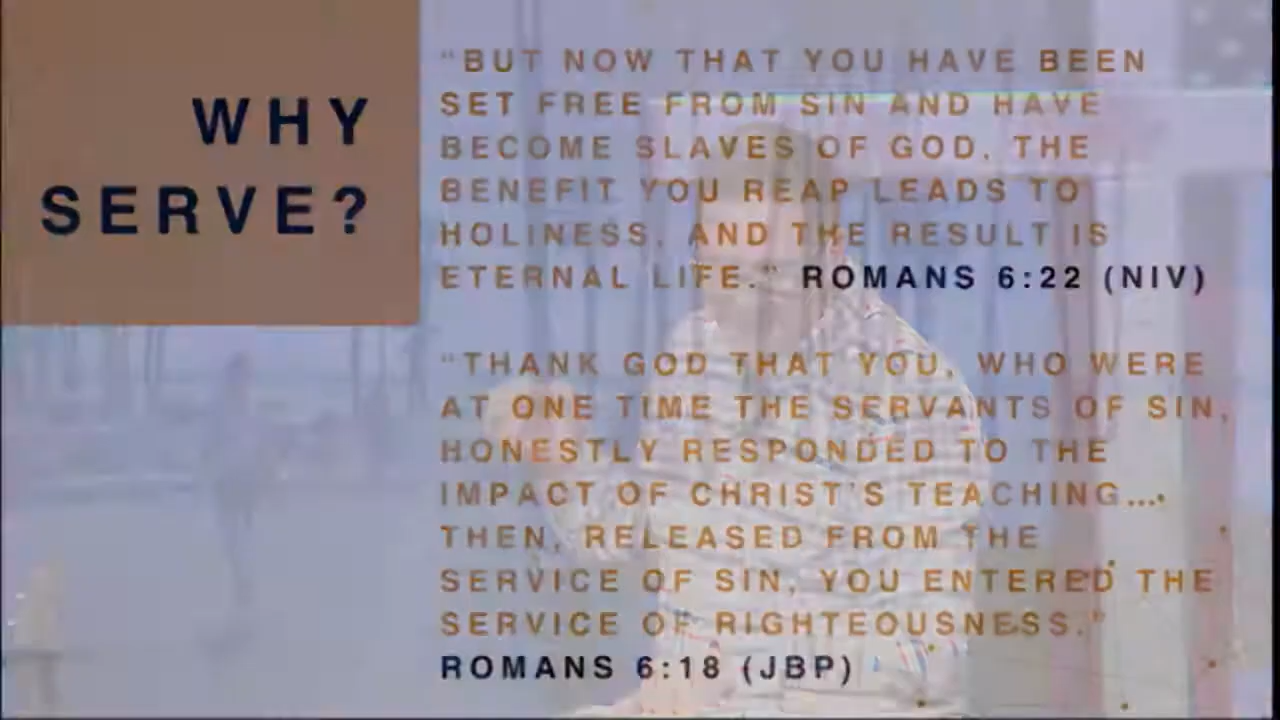 WHY
SERVE?
“BUT NOW THAT YOU HAVE BEEN
SET FREE FROM SIN AND HAVE
BECOME SLAVES OF GOD, THE
BENEFIT YOU REAP LEADS TO
HOLINESS, AND THE RESULT IS
ETERNAL LIFE.” ROMANS 6:22 (NIV)
“THANK GOD THAT YOU, WHO WERE
AT ONE TIME THE SERVANTS OF SIN,
HONESTLY RESPONDED TO THE
IMPACT OF CHRIST'S TEACHING…
THEN, RELEASED FROM THE
SERVICE OF SIN, YOU ENTERED THE
SERVICE OF RIGHTEOUSNESS.”
ROMANS 6:18 (JBP)